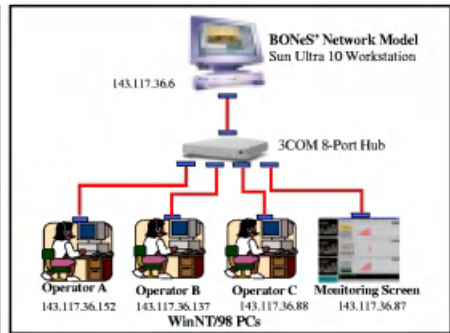 BONeS' Network Model
Sun Ultra 10 Workstation
143.117.36.6
3COM 8-Port Hub
Operator A
Operator B
Operator C
Monitoring Screen
143.117.36.152
143.117.36.137
143.117.36.88
143.117.36.87
WinNT/98 PCs